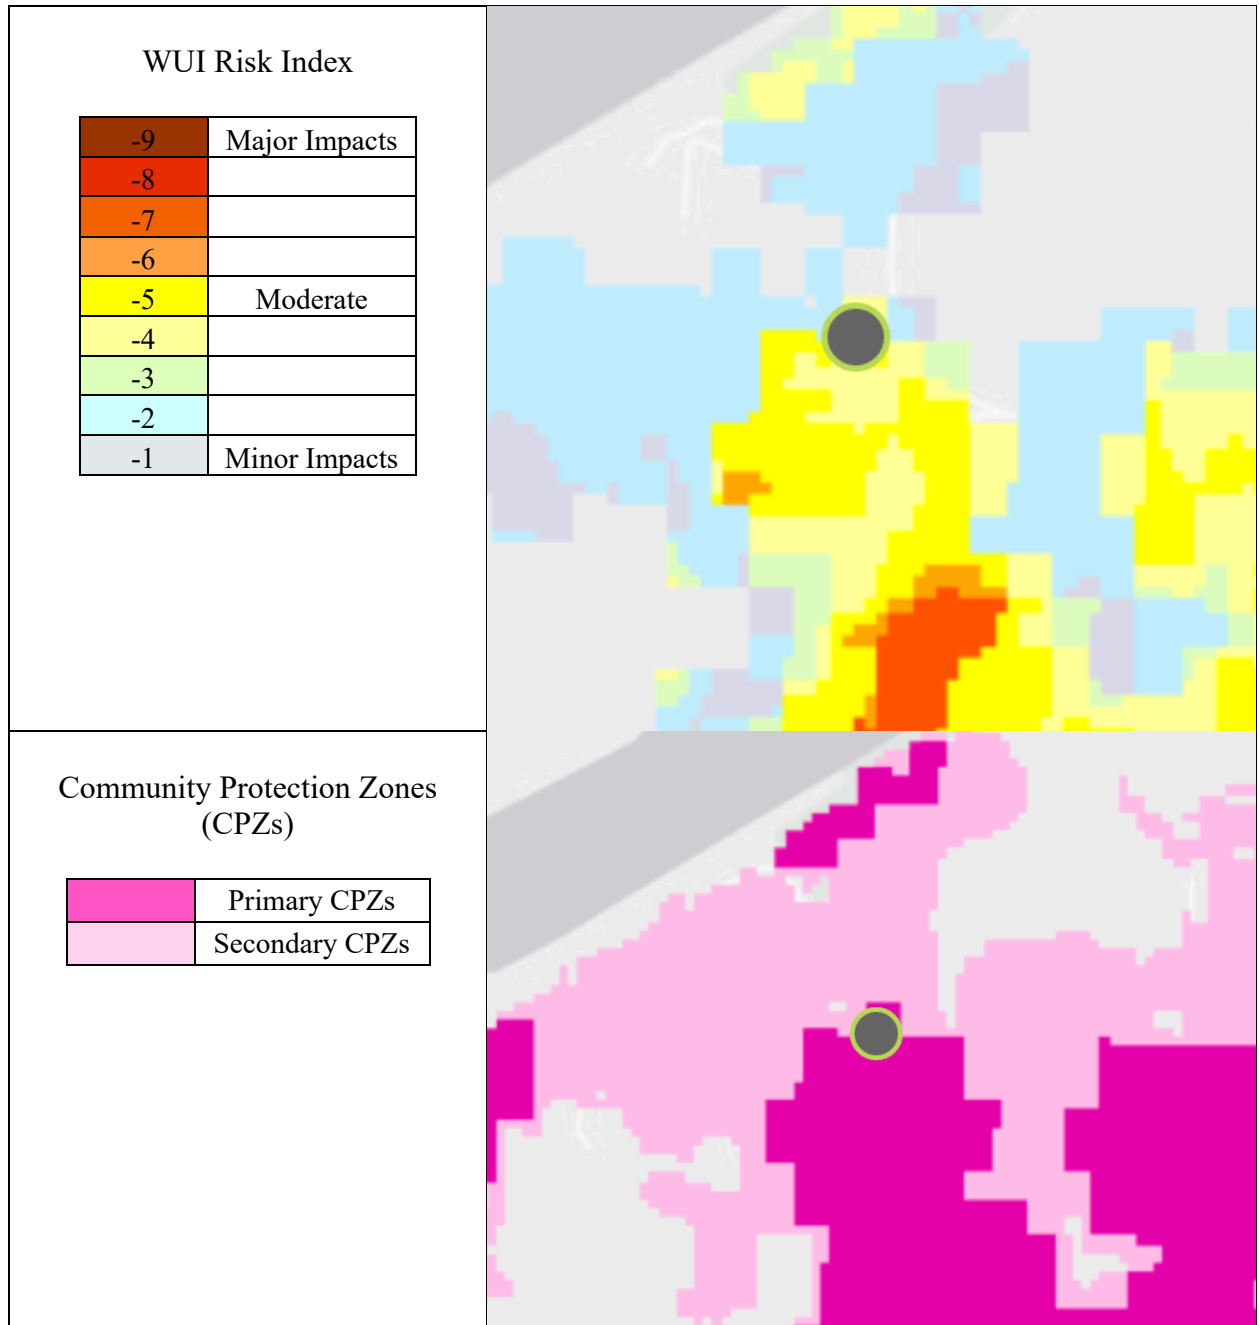 WUI Risk Index
-9 Major Impacts
-8
-7
-6
-5 Moderate
-4
-3
-2
-1 Minor Impacts
Community Protection Zones
(CPZs)
Primary CPZs
Secondary CPZs